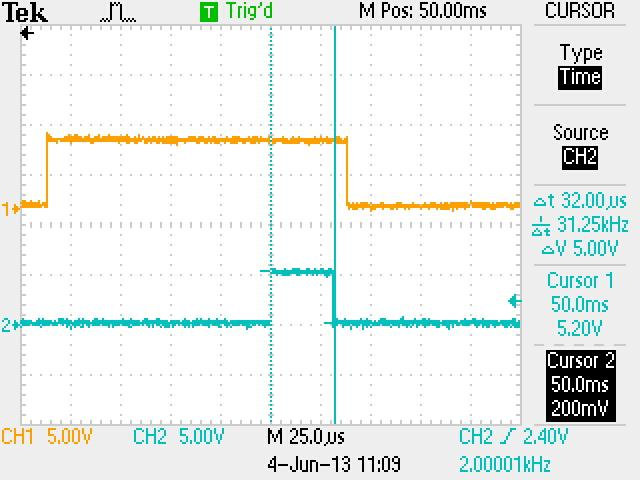 Tek T Trig'd M Pos: 50.00ms CURSOR
Type
Time
Source
CH2
Δt 32.00µs
1/Δt 31.25kHz
ΔV 5.00V
Cursor 1
50.0ms
5.20V
Cursor 2
50.0ms
200mV
1
2
CH1 5.00V CH2 5.00V M 25.0µs CH2 2.40V
4-Jun-13 11:09 2.00001kHz